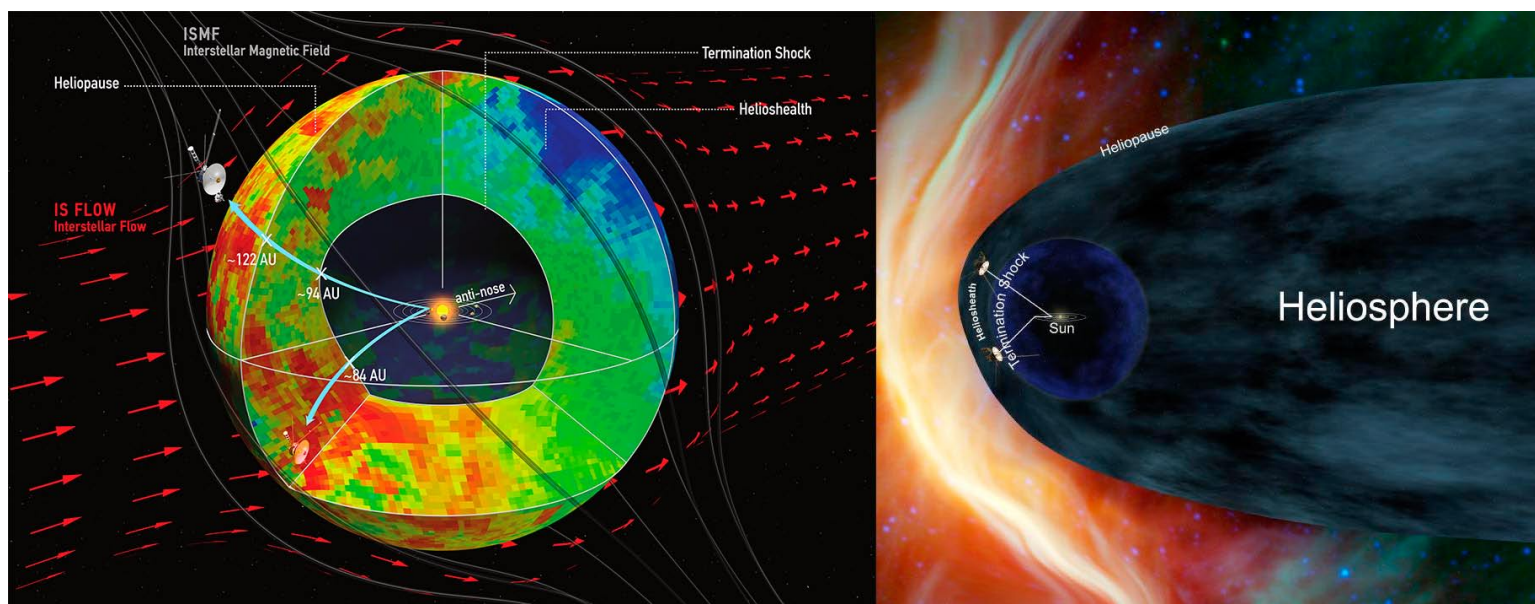 ISMF
Interstellar Magnetic Field
Termination Shock
Heliopause
Helioshealth
IS FLOW
Interstellar Flow
~122 AU
~94 AU
anti-nose
~84 AU
Heliopause
Heliosheath
Termination Shock
Sun
Heliosphere